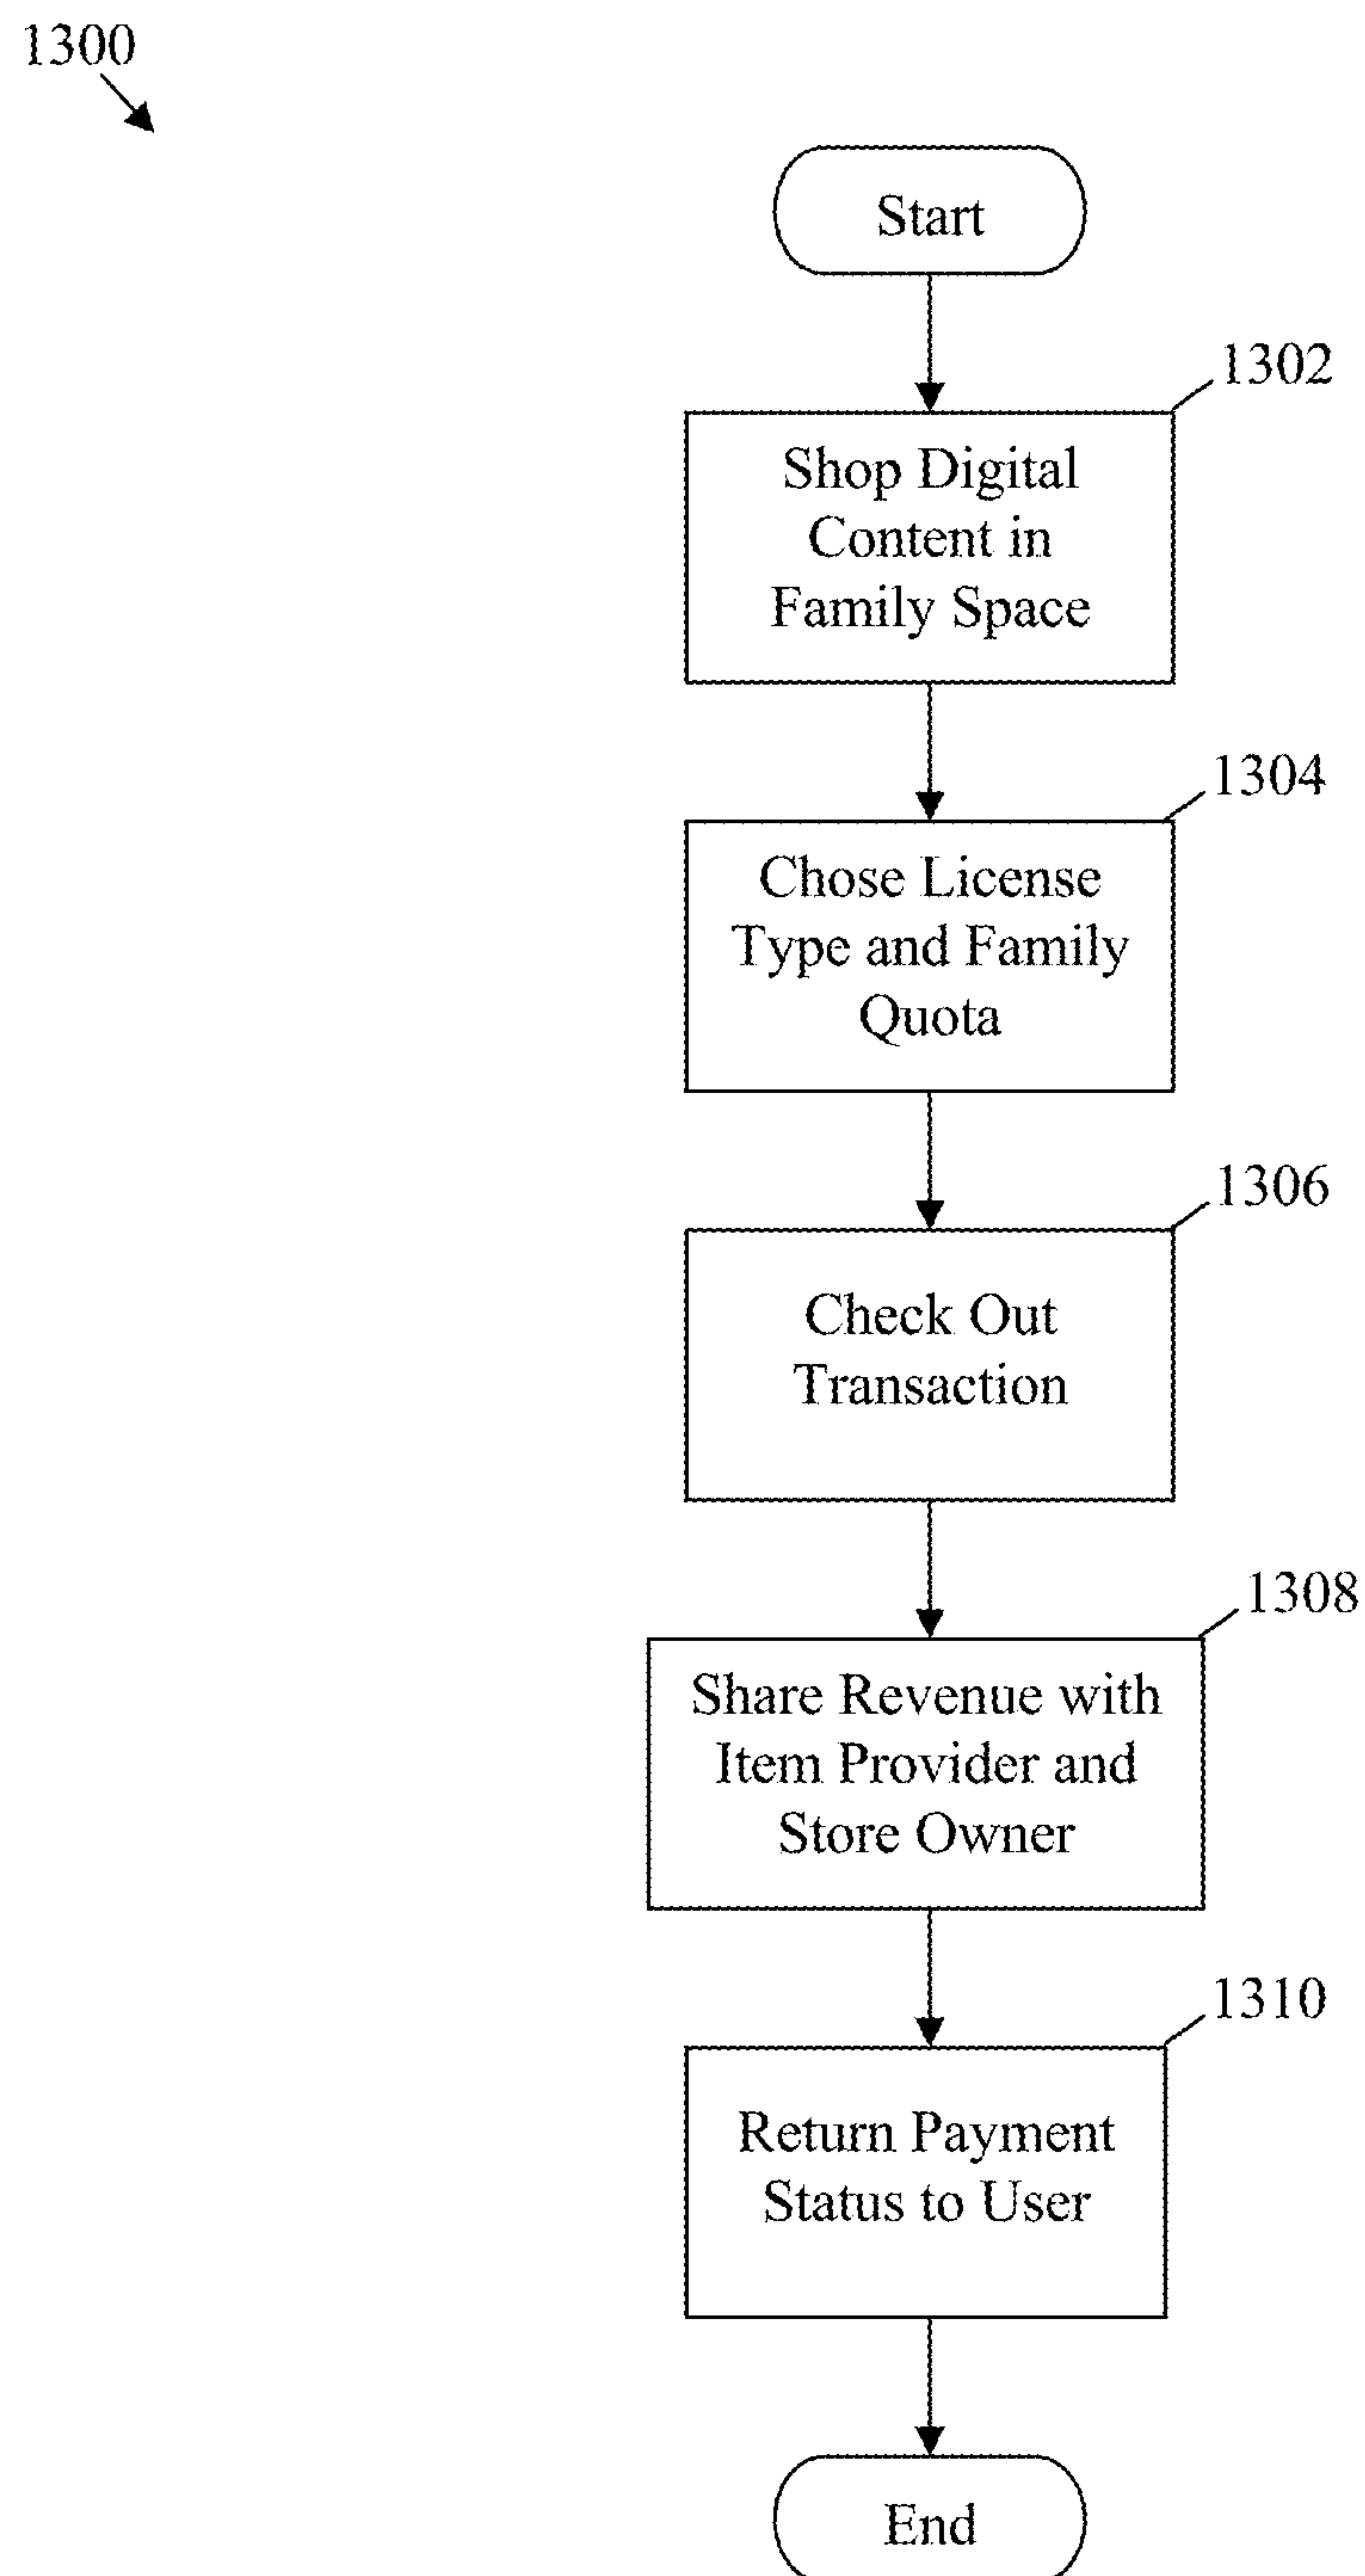 1300
Start
1302
Shop Digital
Content in
Family Space
1304
Chose License
Type and Family
Quota
1306
Check Out
Transaction
1308
Share Revenue with
Item Provider and
Store Owner
1310
Return Payment
Status to User
End